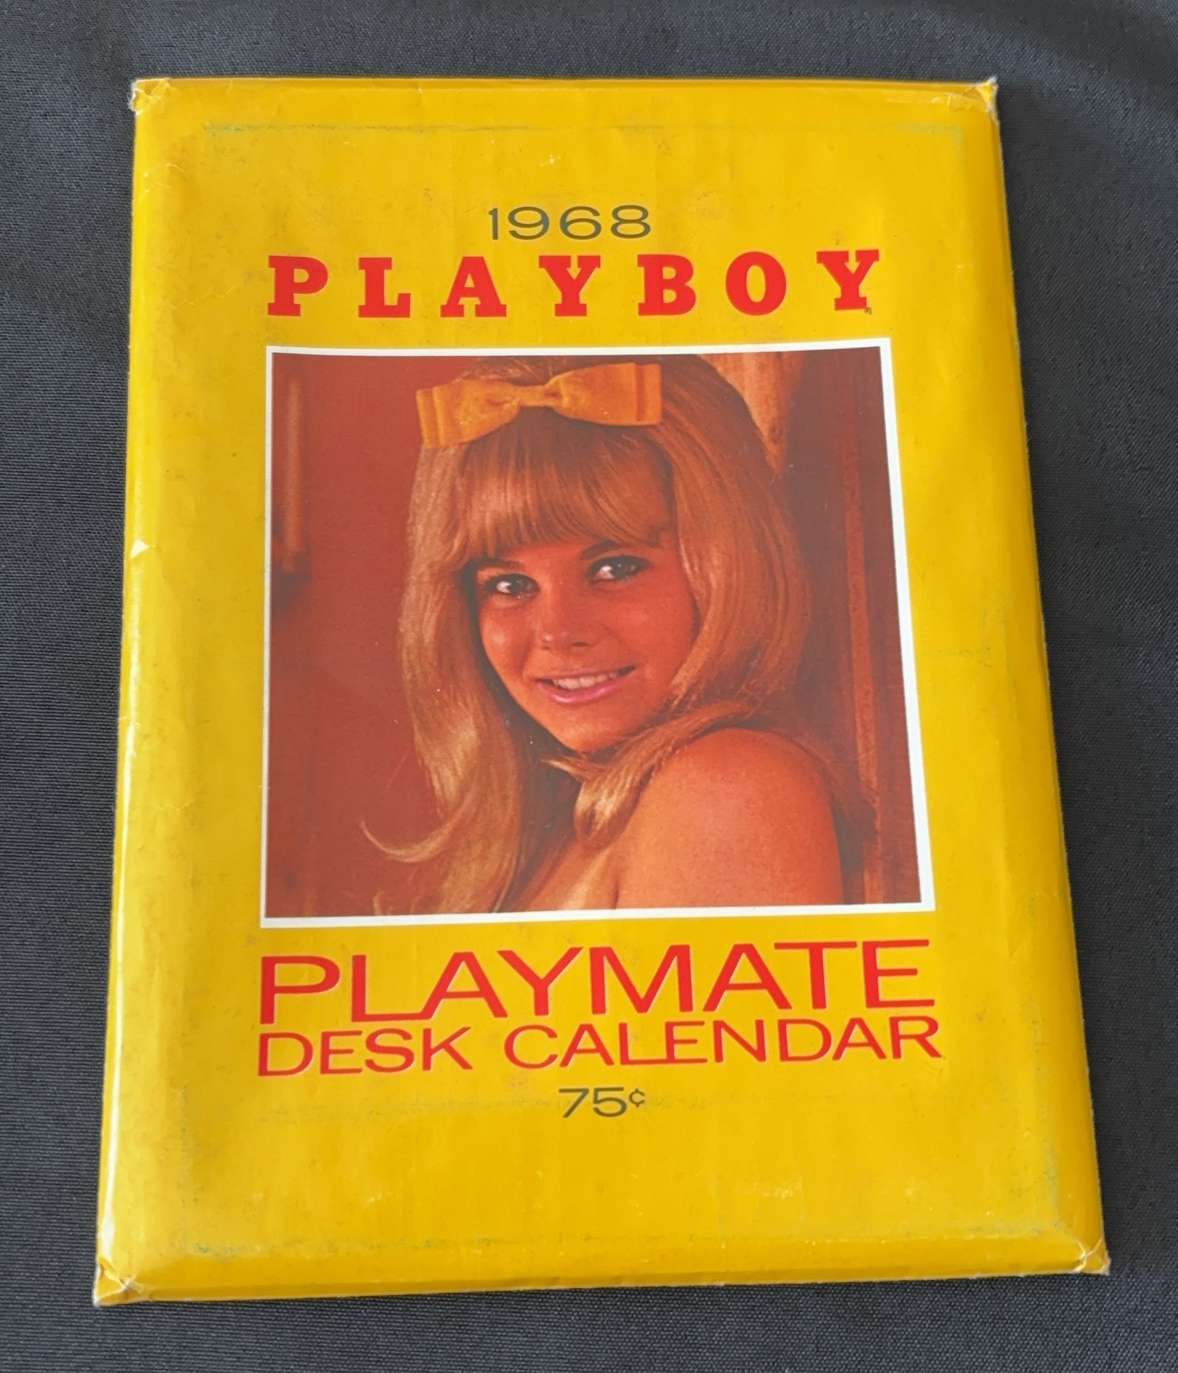 1968
PLAYBOY
PLAYMATE
DESK CALENDAR
75¢